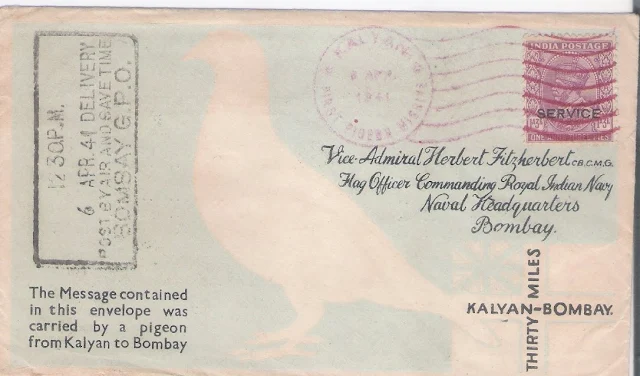 12 30 P.M.
6 APR. 41 DELIVERY
POST BY AIR AND SAVE TIME
BOMBAY G.P.O.
KALYAN
6 APR.
1941
INDIA POSTAGE
SERVICE
Vice-Admiral Herbert Fitzherbert C.B. C.M.G.
Flag Officer Commanding Royal Indian Navy
Naval Headquarters
Bombay.
The Message contained
in this envelope was
carried by a pigeon
from Kalyan to Bombay
THIRTY MILES
KALYAN-BOMBAY.